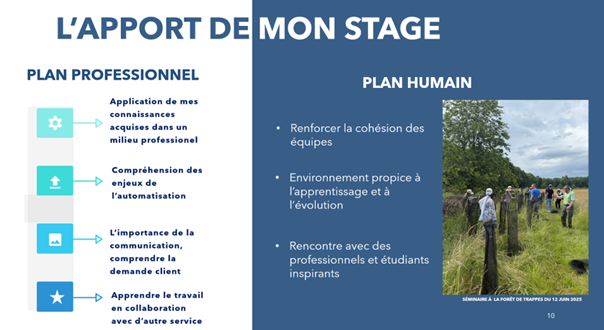 L'APPORT DE MON STAGE
PLAN PROFESSIONNEL
Application de mes
connaissances
acquises dans un
milieu professionel
Compréhension des
enjeux de
l'automatisation
L'importance de la
communication,
comprendre la
demande client
Apprendre le travail
en collaboration
avec d'autre service
PLAN HUMAIN
• Renforcer la cohésion des
équipes
• Environnement propice à
l'apprentissage et à
l'évolution
• Rencontre avec des
professionnels et étudiants
inspirants
SÉMINAIRE À LA FORÊT DE TRAPPES DU 12 JUIN 2025
10